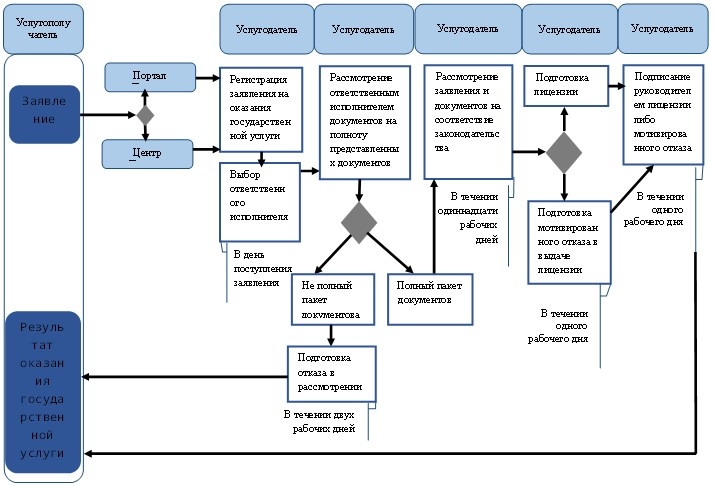 Услугополу
чатель
Услугодатель
Услугодатель
Услугодатель
Услугодатель
Услугодатель
Заявле
ние
Портал
Центр
Регистрация
заявления на
оказания
государствен
ной услуги
Выбор
ответственн
ого
исполнителя
В день
поступления
заявления
Рассмотрение
ответственным
исполнителем
документов на
полноту
представленны
х документов
Не полный
пакет
документова
Полный пакет
документов
Подготовка
отказа в
рассмотрении
В течении двух
рабочих дней
Рассмотрение
заявления и
документов на
соответствие
законодательс
тва
В течении
одиннадцати
рабочих
дней
Подготовка
лицензии
Подготовка
мотивирован
ного отказа в
выдаче
лицензии
В течении
одного
рабочего дня
Подписание
руководител
ем лицензии
либо
мотивирова
нного отказа
В течении
одного
рабочего дня
Резуль
тат
оказан
ия
госуда
рствен
ной
услуги